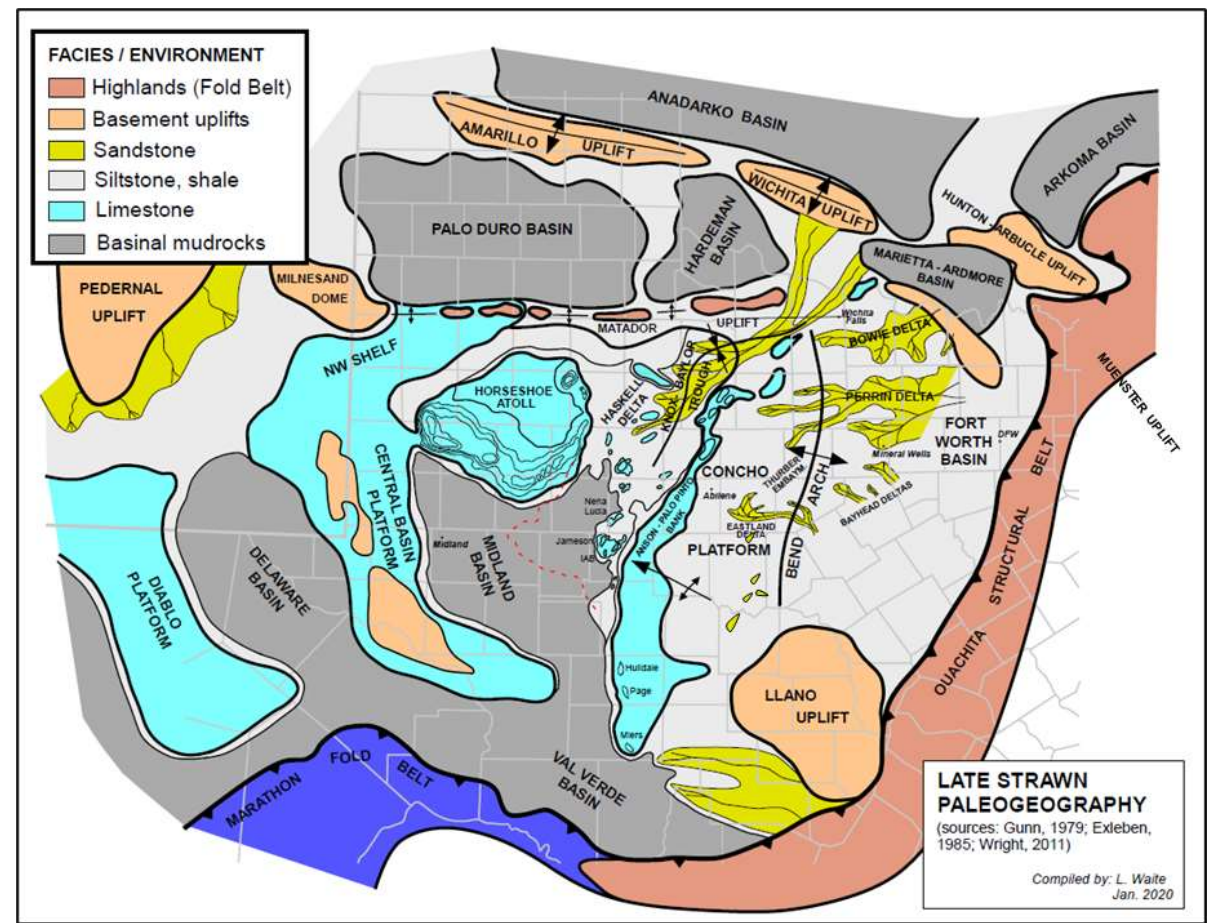 FACIES / ENVIRONMENT
Highlands (Fold Belt)
Basement uplifts
Sandstone
Siltstone, shale
Limestone
Basinal mudrocks
ANADARKO BASIN
AMARILLO UPLIFT
WICHITA UPLIFT
ARKOMA BASIN
HUNTON - ARBUCLE UPLIFT
PALO DURO BASIN
HARDEMAN
BASIN
MARIETTA - ARDMORE
BASIN
PEDERNAL
UPLIFT
MILNESAND
DOME
MATADOR
UPLIFT
Wichita
Falls
NW SHELF
BOWIE DELTA
MUENSTER UPLIFT
HORSESHOE
ATOLL
HASKELL
DELTA
KNOX - BAYLOR
TROUGH
PERRIN DELTA
FORT
WORTH
BASIN
DFW
Mineral Wells
CONCHO
Abilene
THURBER
EMBAYM.
BEND ARCH
BAYHEAD DELTAS
EASTLAND
DELTA
PLATFORM
ANSON - PALO PINTO
BANK
CENTRAL BASIN
PLATFORM
Nena
Lucia
Jameson
IAB
Midland
MIDLAND
BASIN
DELAWARE
BASIN
DIABLO
PLATFORM
Hulldale
Page
Miers
LLANO
UPLIFT
OUACHITA STRUCTURAL BELT
VAL VERDE
BASIN
MARATHON FOLD BELT
LATE STRAWN
PALEOGEOGRAPHY
(sources: Gunn, 1979; Exleben,
1985; Wright, 2011)
Compiled by: L. Waite
Jan. 2020